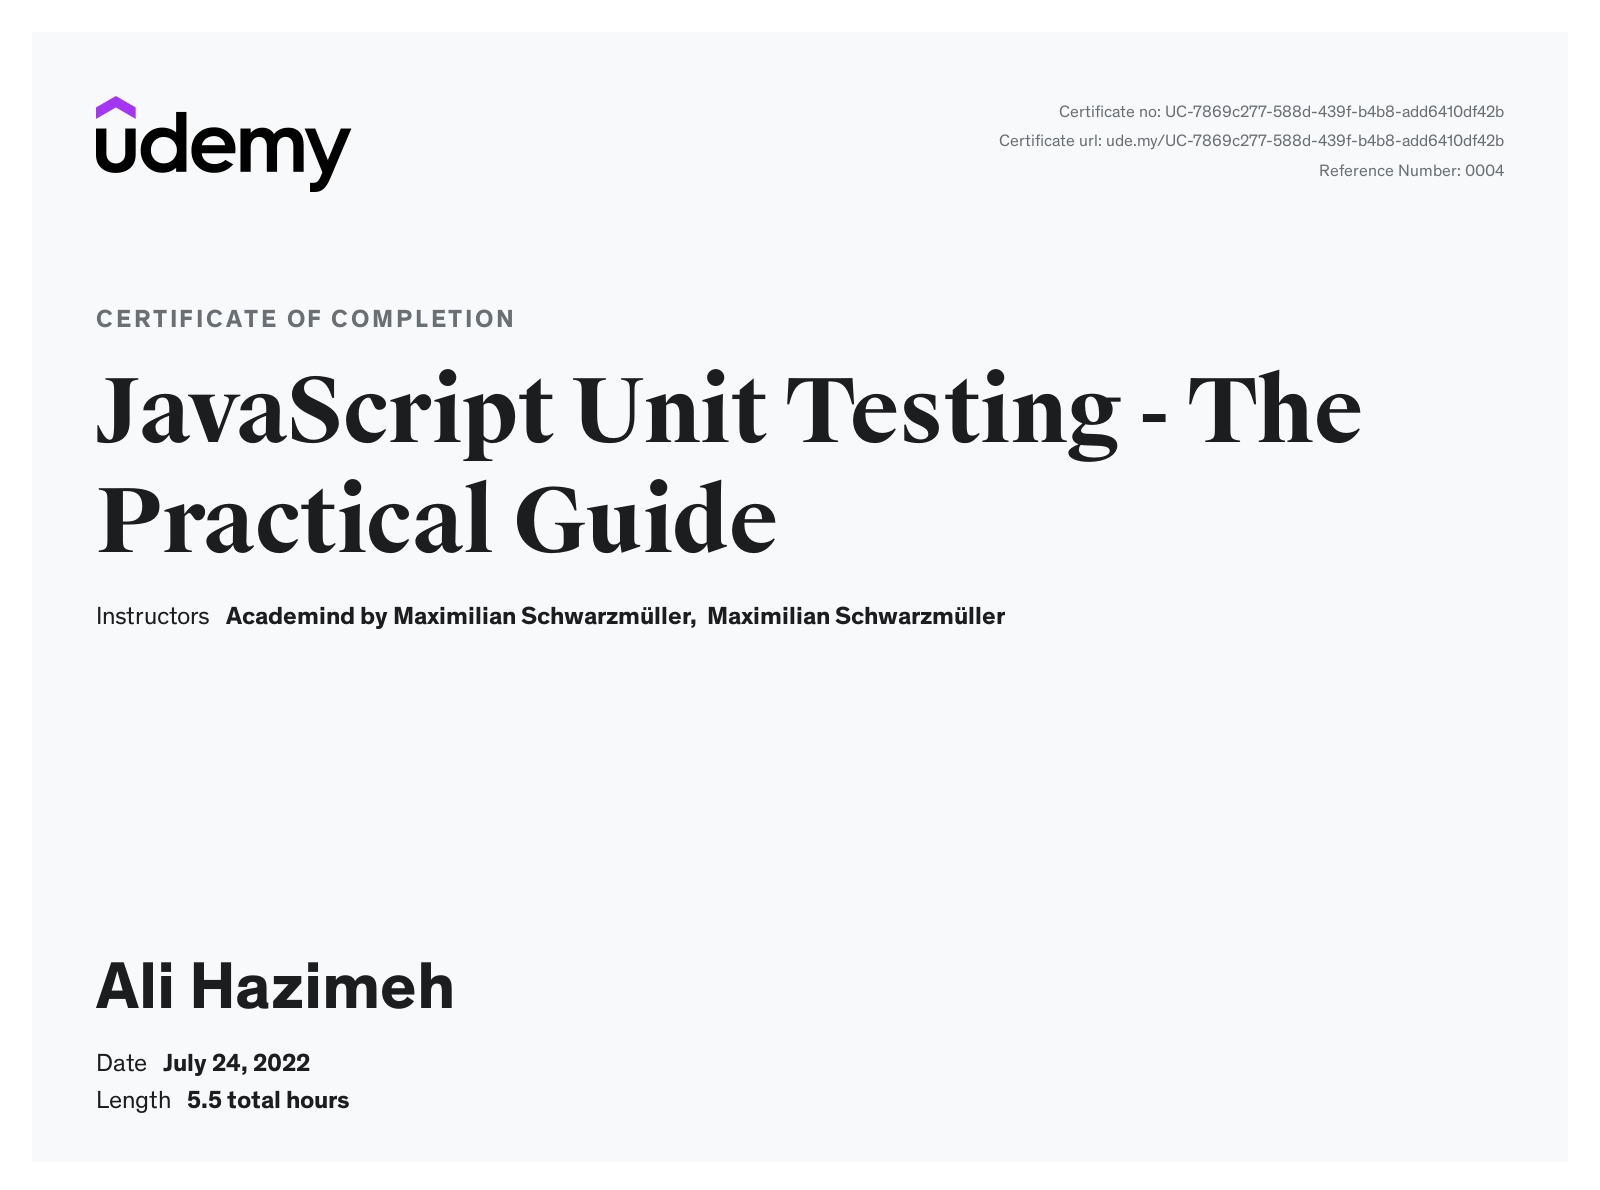 udemy
Certificate no: UC-7869c277-588d-439f-b4b8-add6410df42b
Certificate url: ude.my/UC-7869c277-588d-439f-b4b8-add6410df42b
Reference Number: 0004
CERTIFICATE OF COMPLETION
JavaScript Unit Testing - The
Practical Guide
Instructors Academind by Maximilian Schwarzmüller, Maximilian Schwarzmüller
Ali Hazimeh
Date July 24, 2022
Length 5.5 total hours